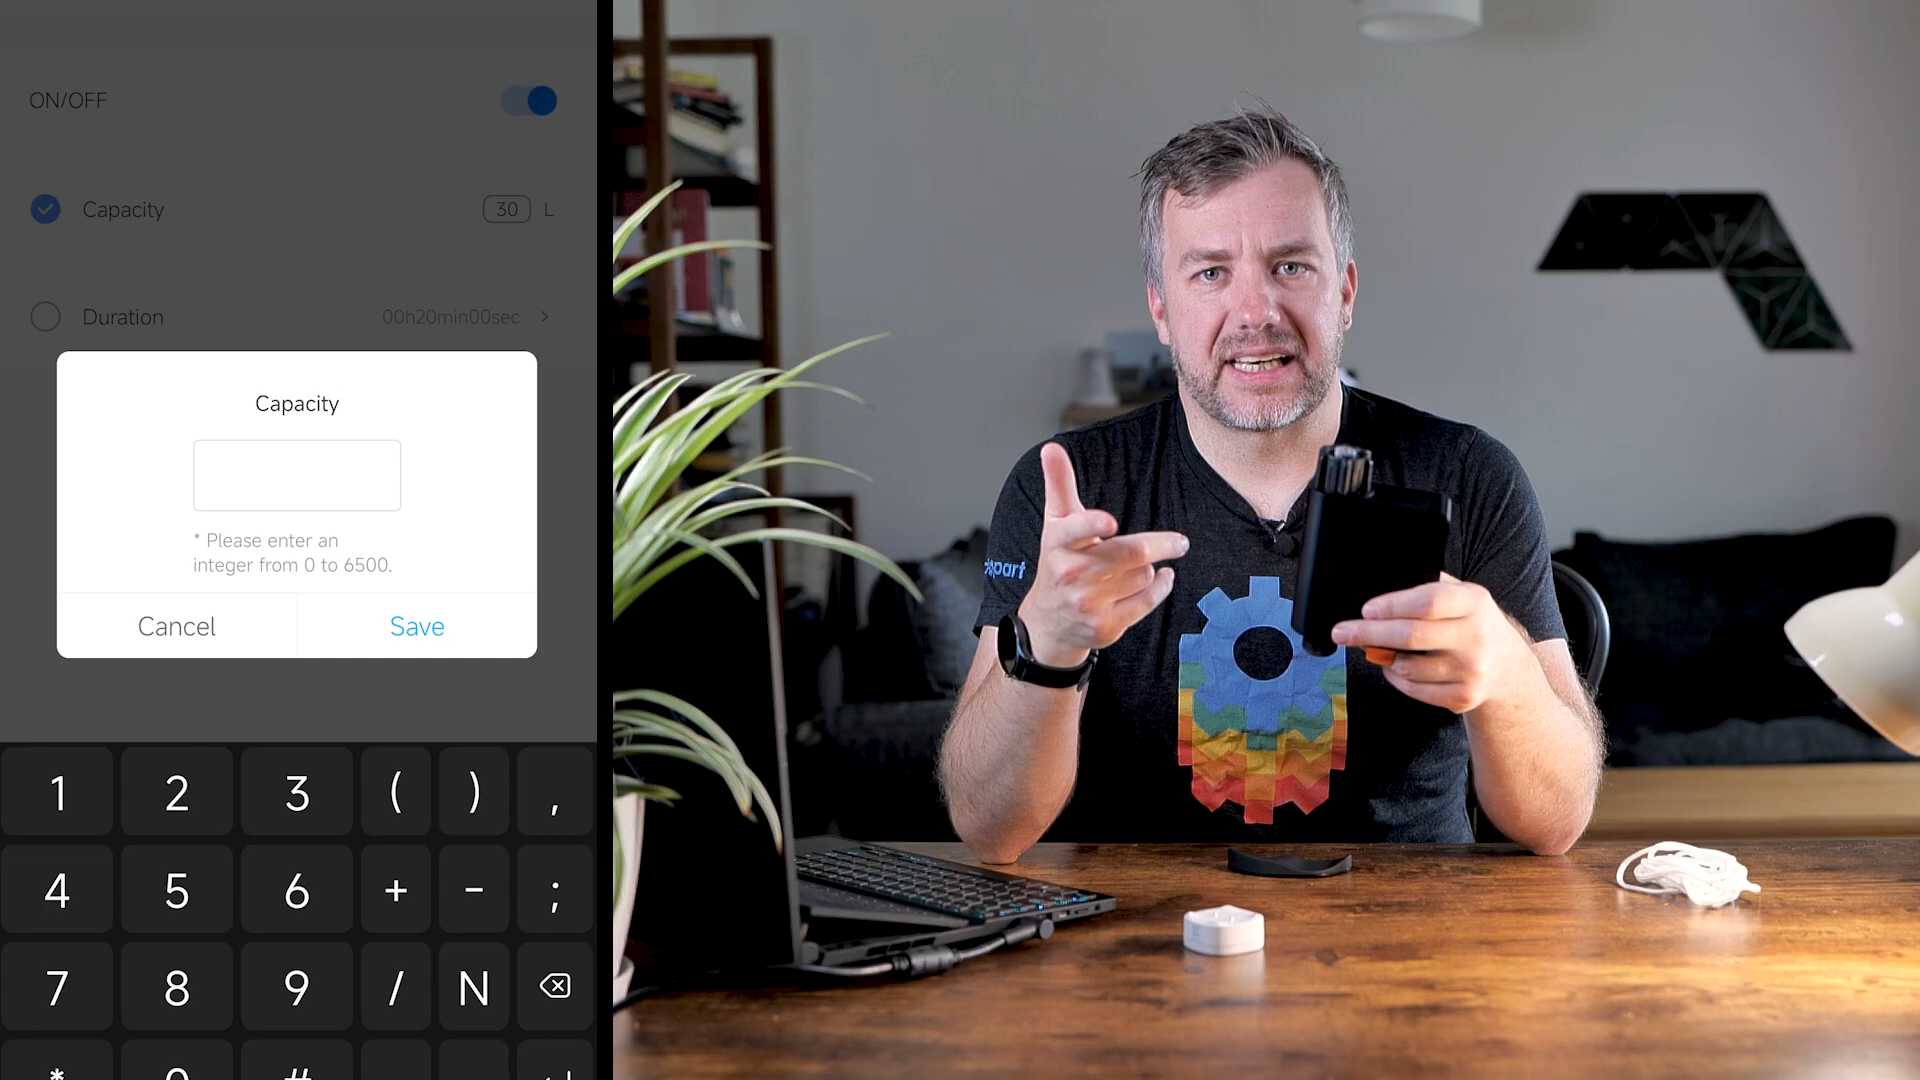 ON/OFF
Capacity 30 L
Duration 00h20min00sec
Capacity
* Please enter an
integer from 0 to 6500.
Cancel Save
1 2 3 ( ) ,
4 5 6 + - ;
7 8 9 / N
* 0 #